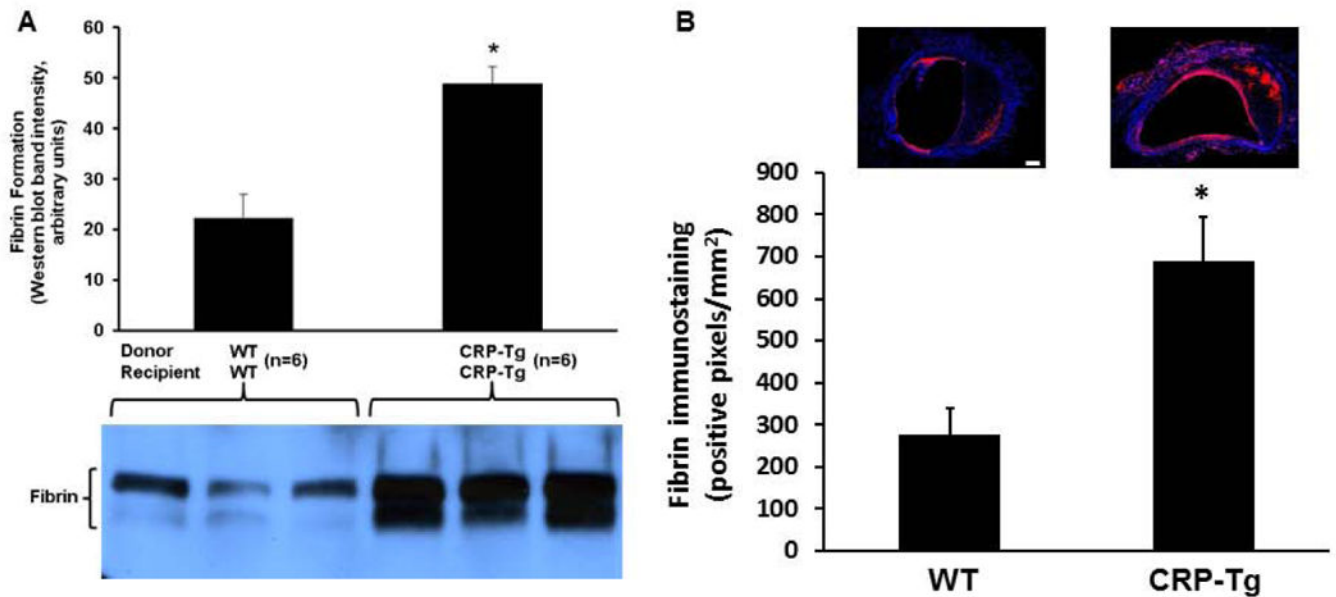 A
Fibrin Formation
(Western blot band intensity,
arbitrary units)
60
50
40
30
20
10
0
*
Donor WT (n=6) CRP-Tg (n=6)
Recipient WT CRP-Tg
Fibrin
B
Fibrin immunostaining
(positive pixels/mm²)
900
800
700
600
500
400
300
200
100
0
*
WT CRP-Tg